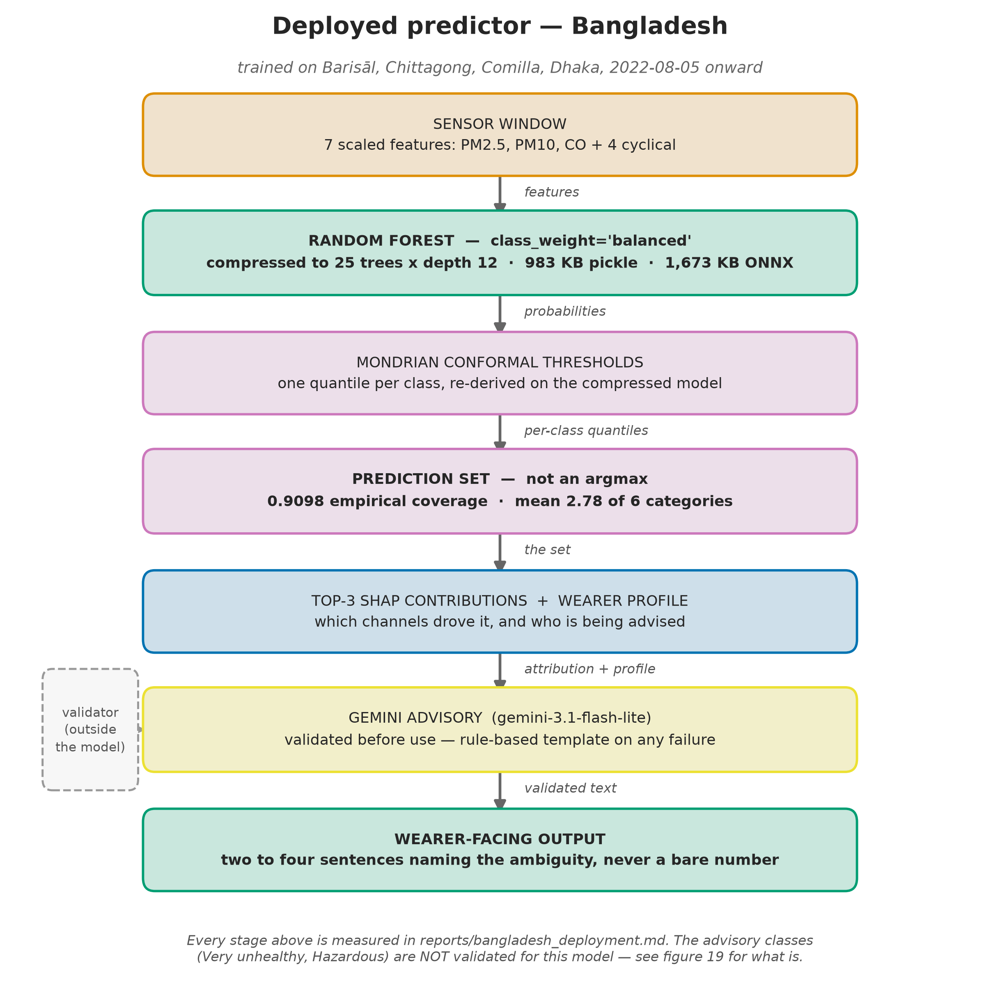 Deployed predictor — Bangladesh
trained on Barisāl, Chittagong, Comilla, Dhaka, 2022-08-05 onward
SENSOR WINDOW
7 scaled features: PM2.5, PM10, CO + 4 cyclical
features
RANDOM FOREST — class_weight='balanced'
compressed to 25 trees x depth 12 · 983 KB pickle · 1,673 KB ONNX
probabilities
MONDRIAN CONFORMAL THRESHOLDS
one quantile per class, re-derived on the compressed model
per-class quantiles
PREDICTION SET — not an argmax
0.9098 empirical coverage · mean 2.78 of 6 categories
the set
TOP-3 SHAP CONTRIBUTIONS + WEARER PROFILE
which channels drove it, and who is being advised
attribution + profile
validator
(outside
the model)
GEMINI ADVISORY (gemini-3.1-flash-lite)
validated before use — rule-based template on any failure
validated text
WEARER-FACING OUTPUT
two to four sentences naming the ambiguity, never a bare number
Every stage above is measured in reports/bangladesh_deployment.md. The advisory classes
(Very unhealthy, Hazardous) are NOT validated for this model — see figure 19 for what is.